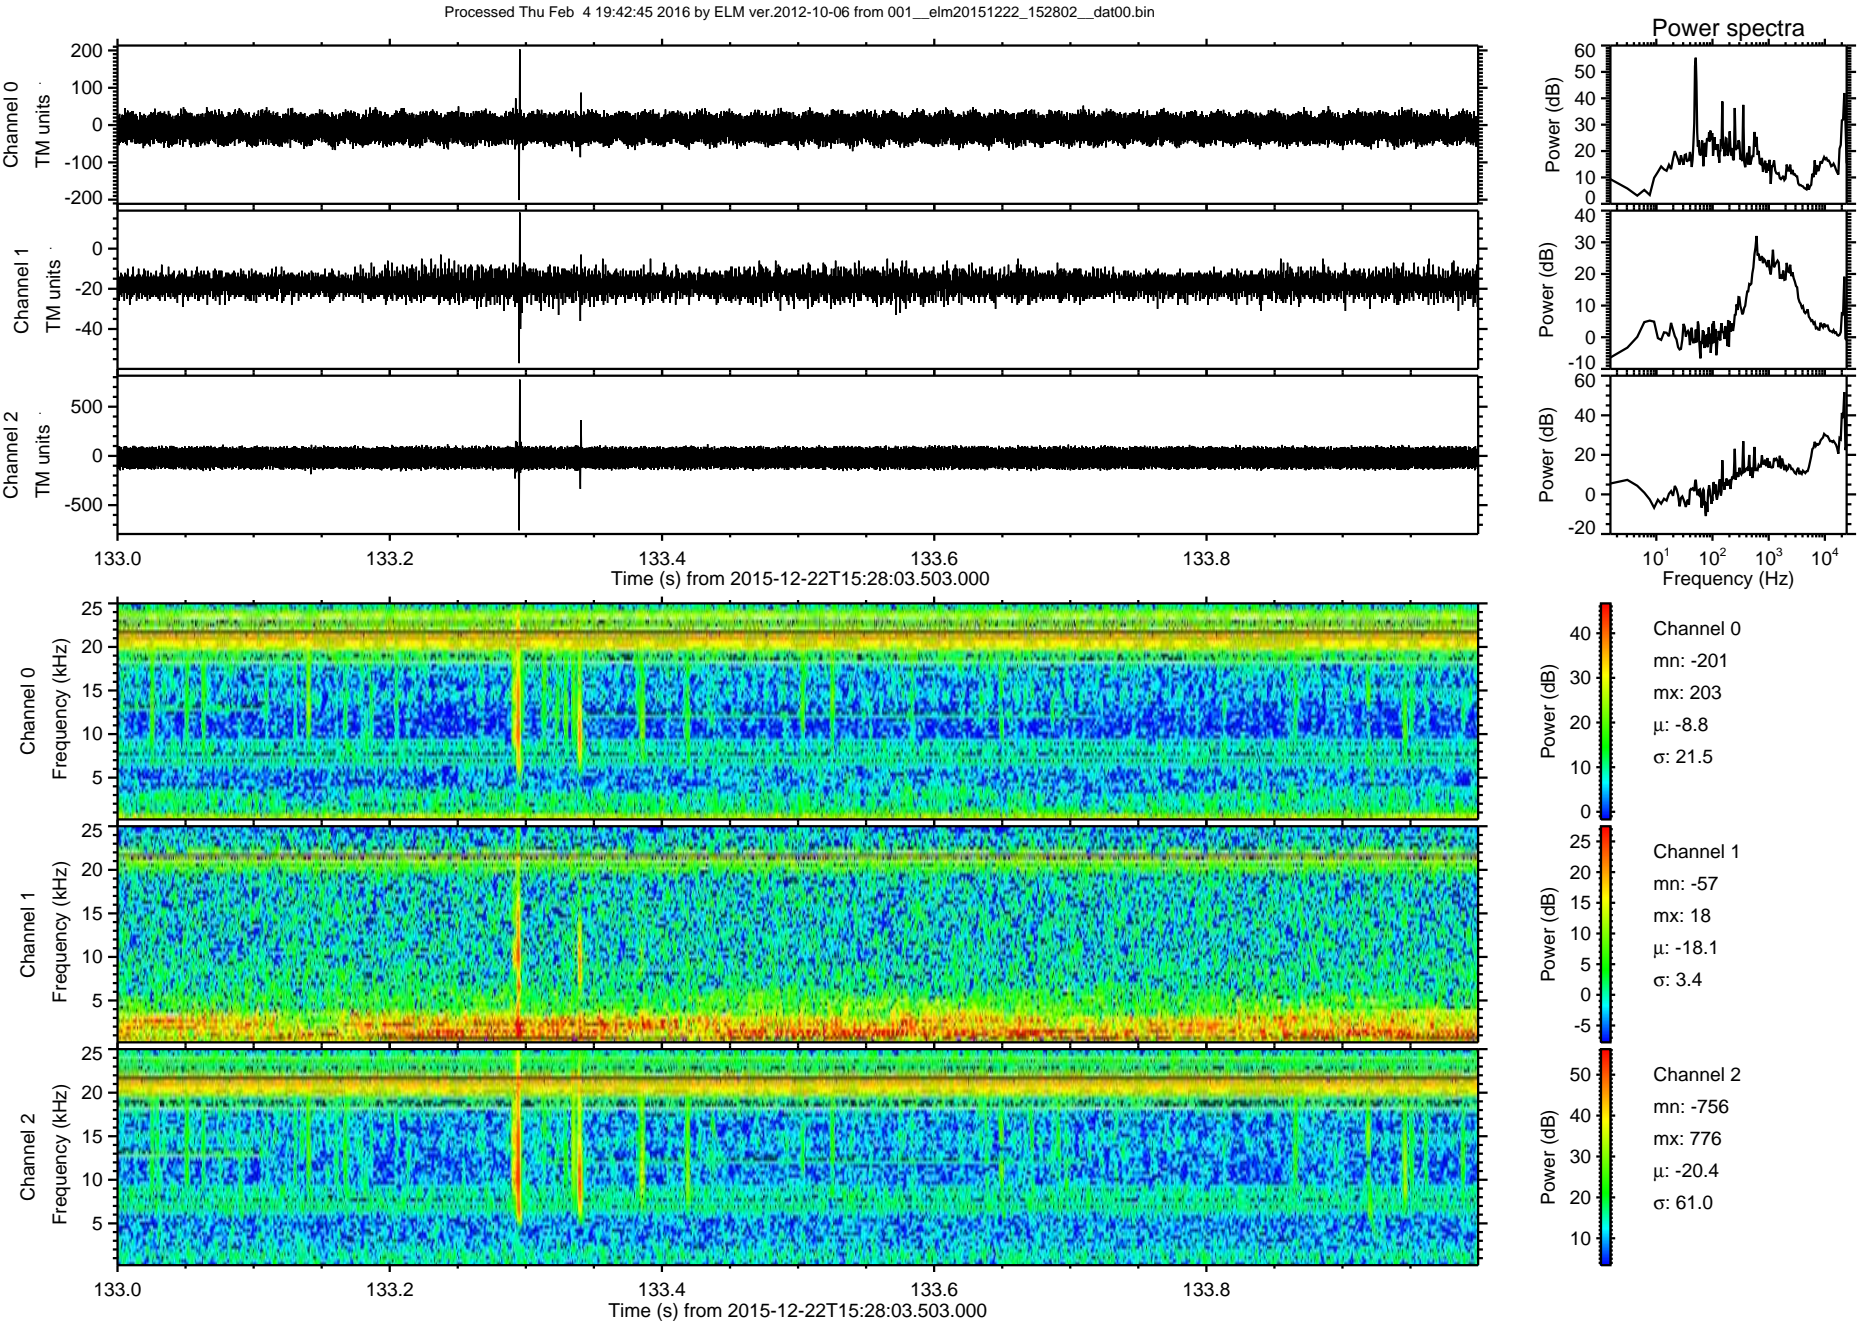 Processed Thu Feb  4 19:42:45 2016 by ELM ver.2012-10-06 from 001__elm20151222_152802__dat00.bin
Power spectra
Channel 0
TM units
200
100
0
-100
-200
Power (dB)
60
50
40
30
20
10
0
Channel 1
TM units
0
-20
-40
Power (dB)
40
30
20
10
0
-10
Channel 2
TM units
500
0
-500
Power (dB)
60
40
20
0
-20
133.0
133.2
133.4
133.6
133.8
Time (s) from 2015-12-22T15:28:03.503.000
10^1
10^2
10^3
10^4
Frequency (Hz)
Channel 0
Frequency (kHz)
25
20
15
10
5
Power (dB)
40
30
20
10
0
Channel 0
mn: -201
mx: 203
μ: -8.8
σ: 21.5
Channel 1
Frequency (kHz)
25
20
15
10
5
Power (dB)
25
20
15
10
5
0
-5
Channel 1
mn: -57
mx: 18
μ: -18.1
σ: 3.4
Channel 2
Frequency (kHz)
25
20
15
10
5
Power (dB)
50
40
30
20
10
Channel 2
mn: -756
mx: 776
μ: -20.4
σ: 61.0
133.0
133.2
133.4
133.6
133.8
Time (s) from 2015-12-22T15:28:03.503.000